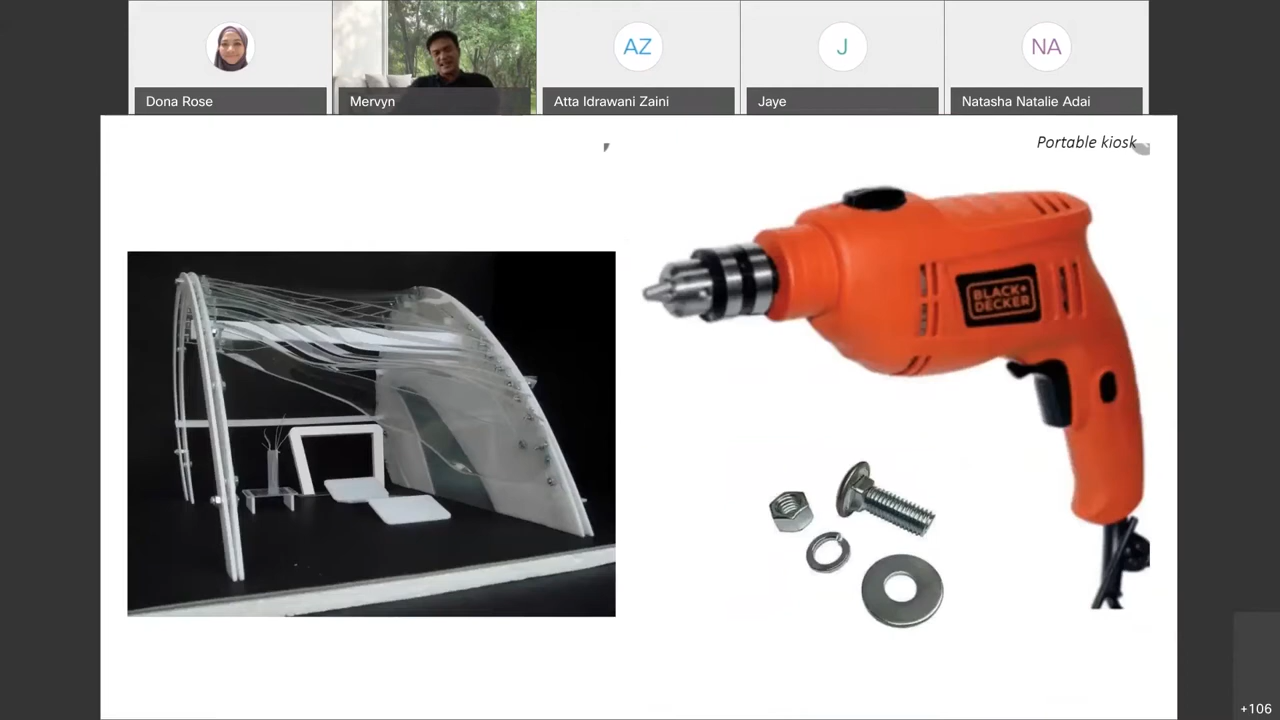 Dona Rose
Mervyn
AZ
Atta Idrawani Zaini
J
Jaye
NA
Natasha Natalie Adai
Portable kiosk
BLACK+
DECKER
+106